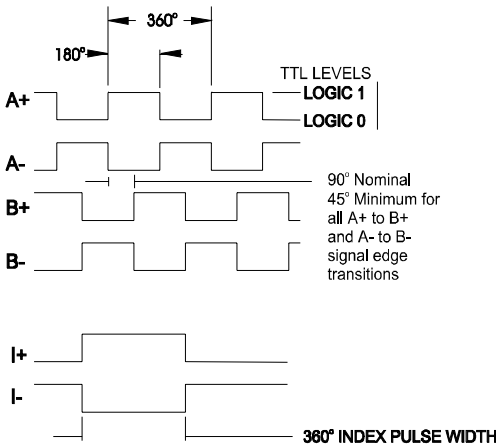 360°
180°
TTL LEVELS
A+
LOGIC 1
LOGIC 0
A-
90° Nominal
B+
45° Minimum for
all A+ to B+
B-
and A- to B-
signal edge
transitions
I+
I-
360° INDEX PULSE WIDTH